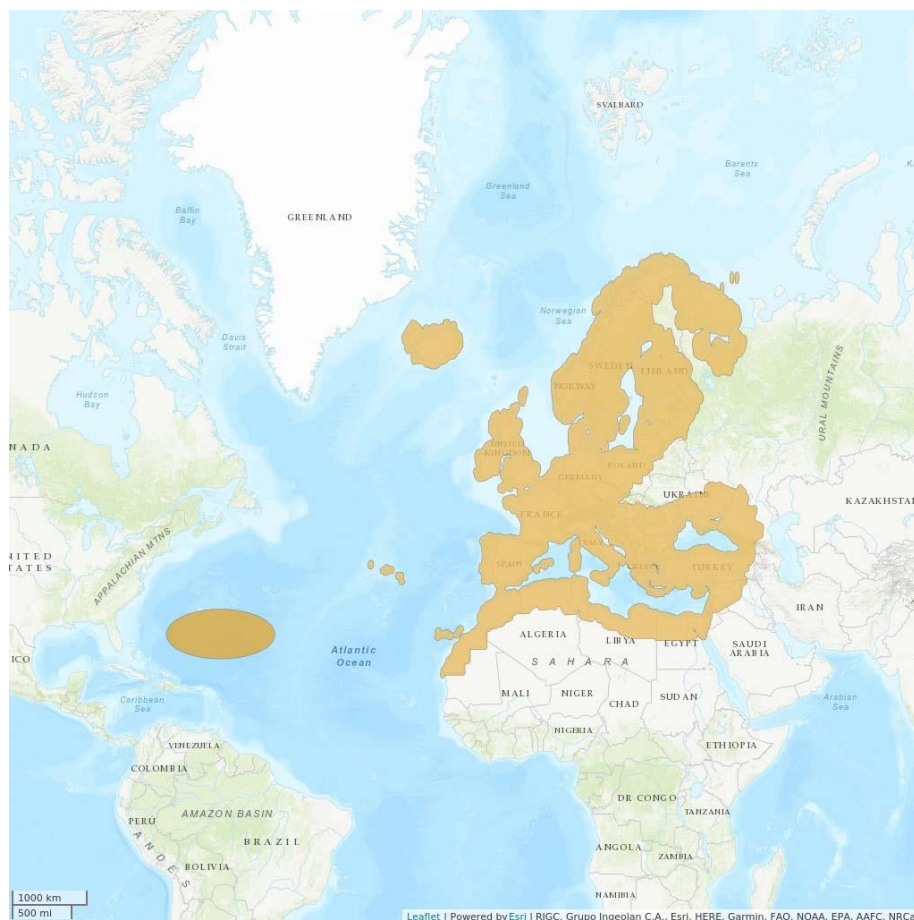 SVALBARD
Barents
Sea
Greenland
Sea
Baffin
Bay
GREENLAND
Norwegian
Sea
Davis
Strait
SWEDEN
FINLAND
NORWAY
URAL MOUNTAINS
Hudson
Bay
NADA
UNITED
KINGDOM
POLAND
GERMANY
UKRAINE
KAZAKHSTAN
FRANCE
APPALACHIAN MTNS
NITED
STATES
ITALY
SPAIN
GREECE
TURKEY
IRAN
ALGERIA
LIBYA
EGYPT
SAUDI
ARABIA
Atlantic
Ocean
ICO
SAHARA
MALI
NIGER
CHAD
SUDAN
Caribbean
Sea
Arabian
Sea
NIGERIA
ETHIOPIA
VENEZUELA
COLOMBIA
DR CONGO
TANZANIA
AMAZON BASIN
PERU
BRAZIL
ANDES
ANGOLA
ZAMBIA
BOLIVIA
NAMIBIA
1000 km
500 mi
Leaflet | Powered by Esri | RIGC, Grupo Ingeolan C.A., Esri, HERE, Garmin, FAO, NOAA, EPA, AAFC, NRCa